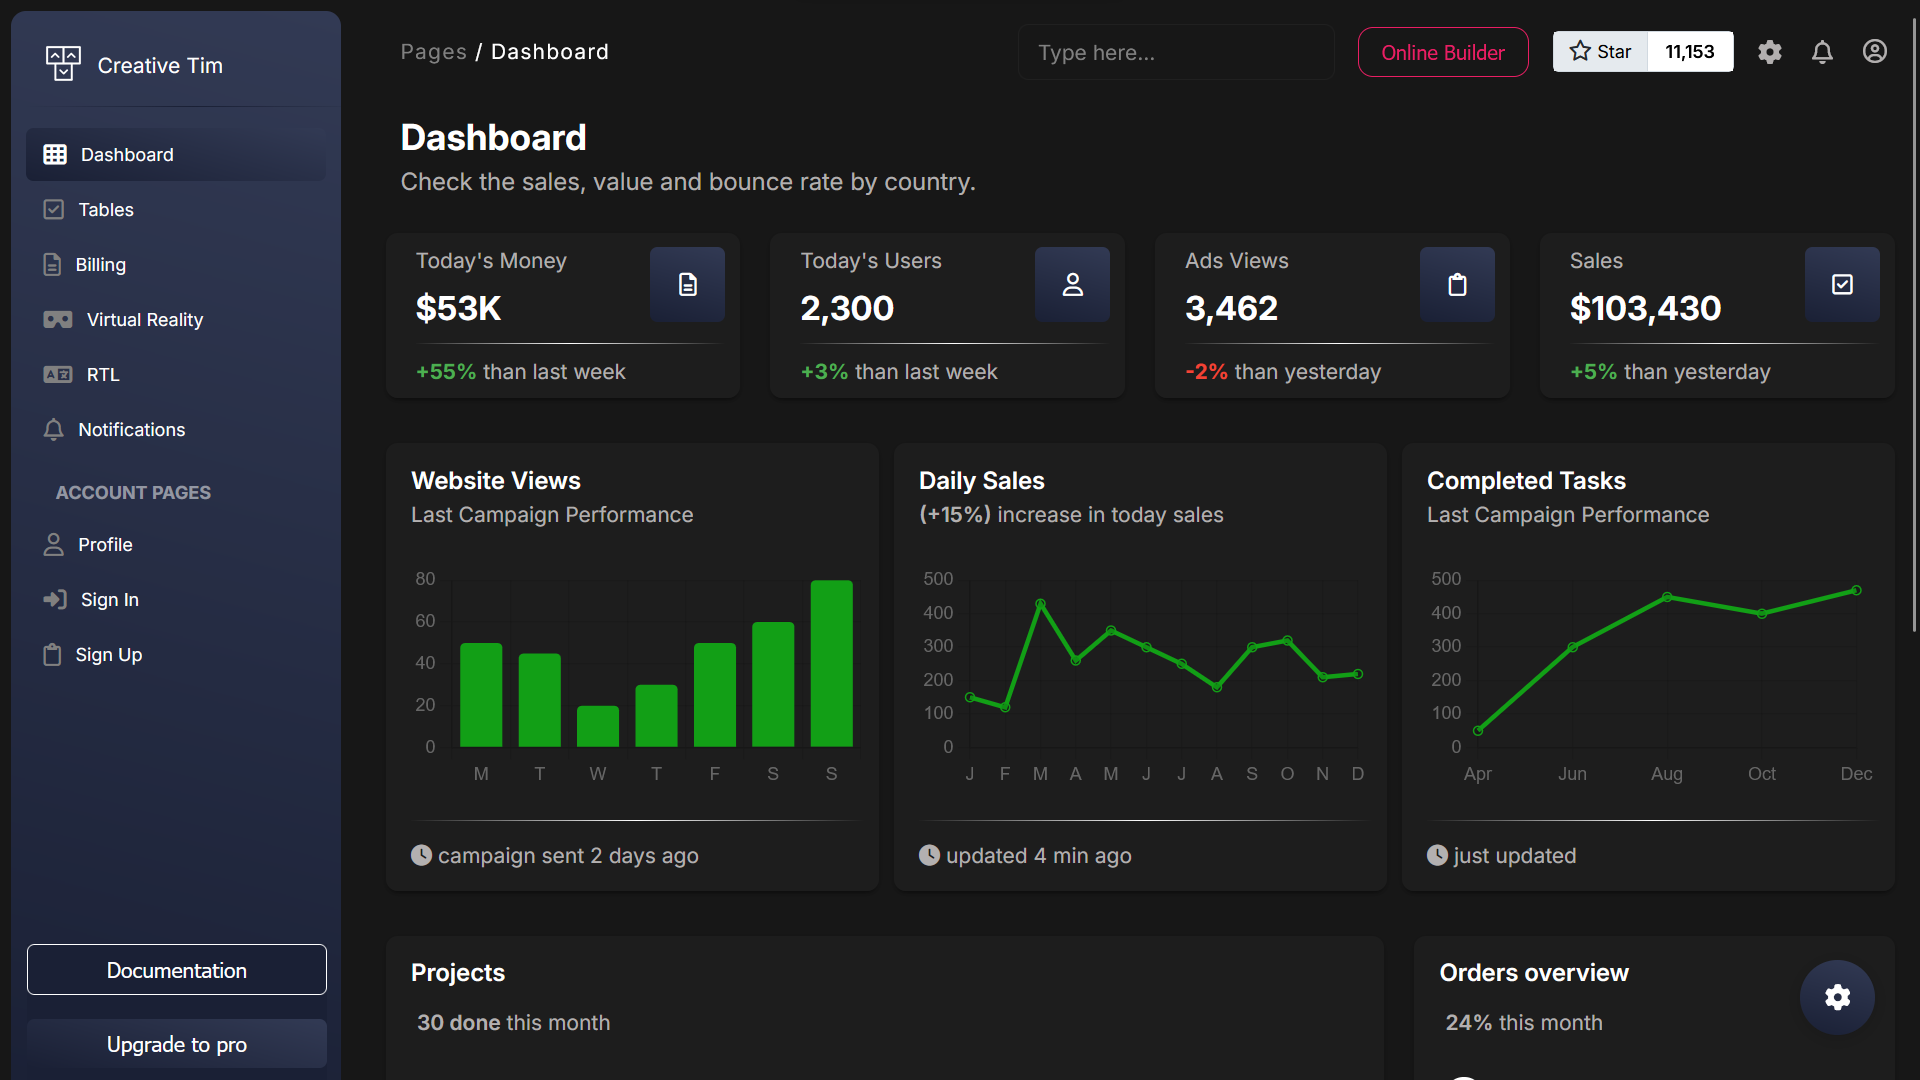 Creative Tim
Dashboard
Tables
Billing
Virtual Reality
RTL
Notifications
ACCOUNT PAGES
Profile
Sign In
Sign Up
Documentation
Upgrade to pro
Pages / Dashboard
Type here...
Online Builder
Star 11,153
Dashboard
Check the sales, value and bounce rate by country.
Today's Money
$53K
+55% than last week
Today's Users
2,300
+3% than last week
Ads Views
3,462
-2% than yesterday
Sales
$103,430
+5% than yesterday
Website Views
Last Campaign Performance
80
60
40
20
0
M T W T F S S
campaign sent 2 days ago
Daily Sales
(+15%) increase in today sales
500
400
300
200
100
0
J F M A M J J A S O N D
updated 4 min ago
Completed Tasks
Last Campaign Performance
500
400
300
200
100
0
Apr Jun Aug Oct Dec
just updated
Projects
30 done this month
Orders overview
24% this month